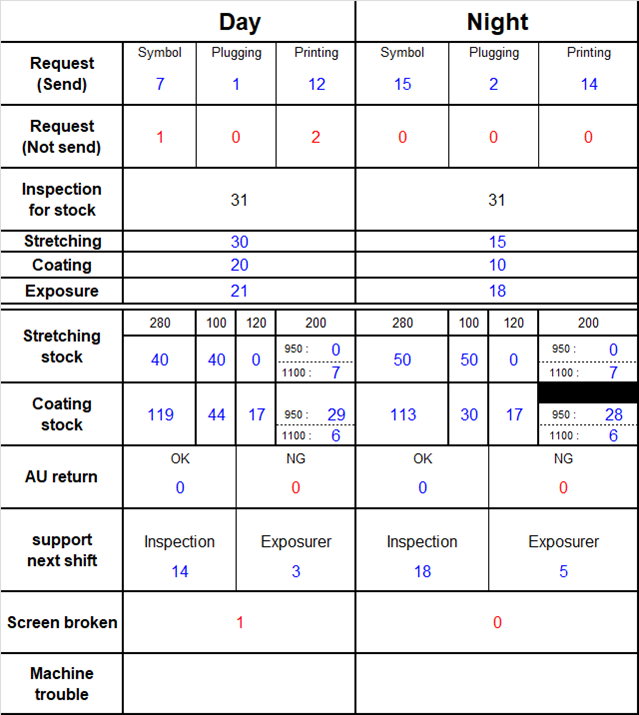 Day Night
Symbol Plugging Printing Symbol Plugging Printing
Request
(Send)
7 1 12 15 2 14
Request
(Not send)
1 0 2 0 0 0
Inspection
for stock
31 31
Stretching 30 15
Coating 20 10
Exposure 21 18
280 100 120 200 280 100 120 200
Stretching
stock
40 40 0 950 : 0 50 50 0 950 : 0
1100 : 7 1100 : 7
Coating
stock
119 44 17 950 : 29 113 30 17 950 : 28
1100 : 6 1100 : 6
OK NG OK NG
AU return
0 0 0 0
support
next shift
Inspection Exposurer Inspection Exposurer
14 3 18 5
Screen broken 1 0
Machine
trouble